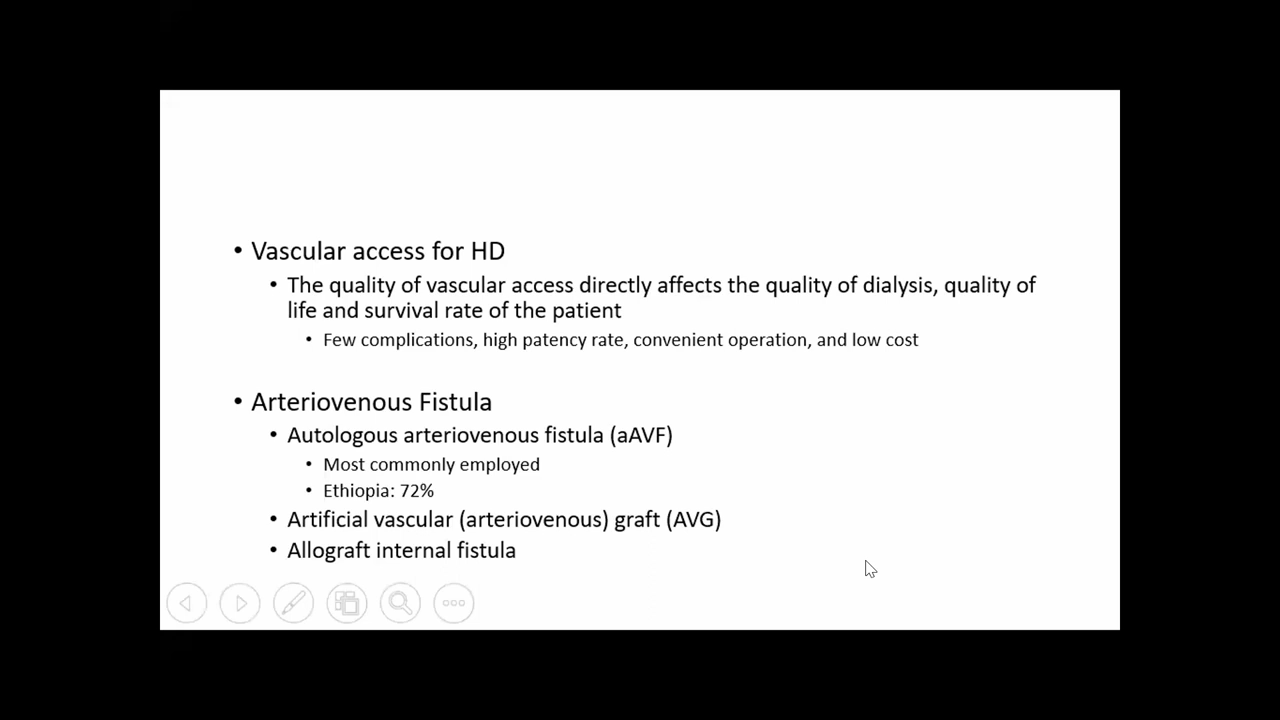 • Vascular access for HD
• The quality of vascular access directly affects the quality of dialysis, quality of
life and survival rate of the patient
• Few complications, high patency rate, convenient operation, and low cost
• Arteriovenous Fistula
• Autologous arteriovenous fistula (aAVF)
• Most commonly employed
• Ethiopia: 72%
• Artificial vascular (arteriovenous) graft (AVG)
• Allograft internal fistula